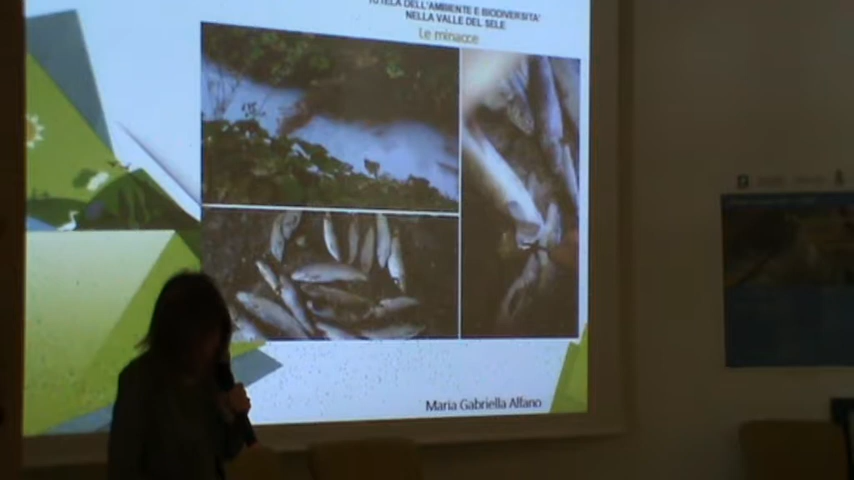 TUTELA DELL'AMBIENTE E BIODIVERSITA'
NELLA VALLE DEL SELE
Le minacce
Maria Gabriella Alfano